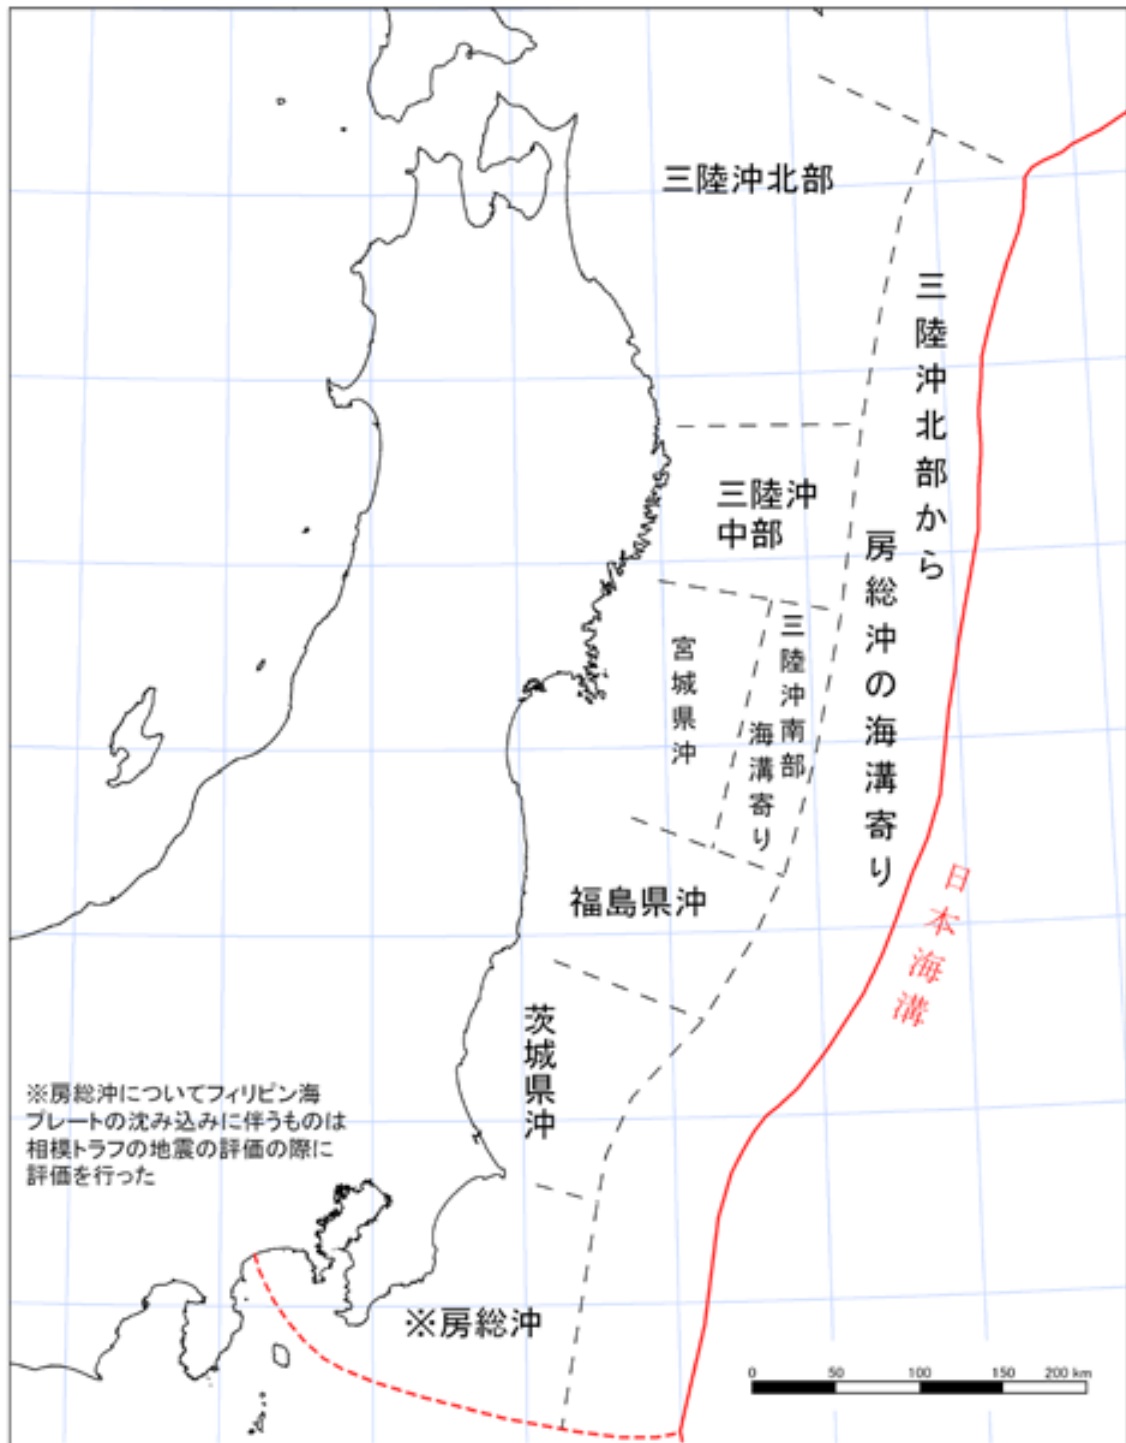 三陸沖北部
三陸沖北部から
房総沖の海溝寄り
三陸沖
中部
宮城県沖
三陸沖南部
海溝寄り
福島県沖
日本海溝
茨城県沖
※房総沖についてフィリピン海
プレートの沈み込みに伴うものは
相模トラフの地震の評価の際に
評価を行った
※房総沖
0 50 100 150 200 km